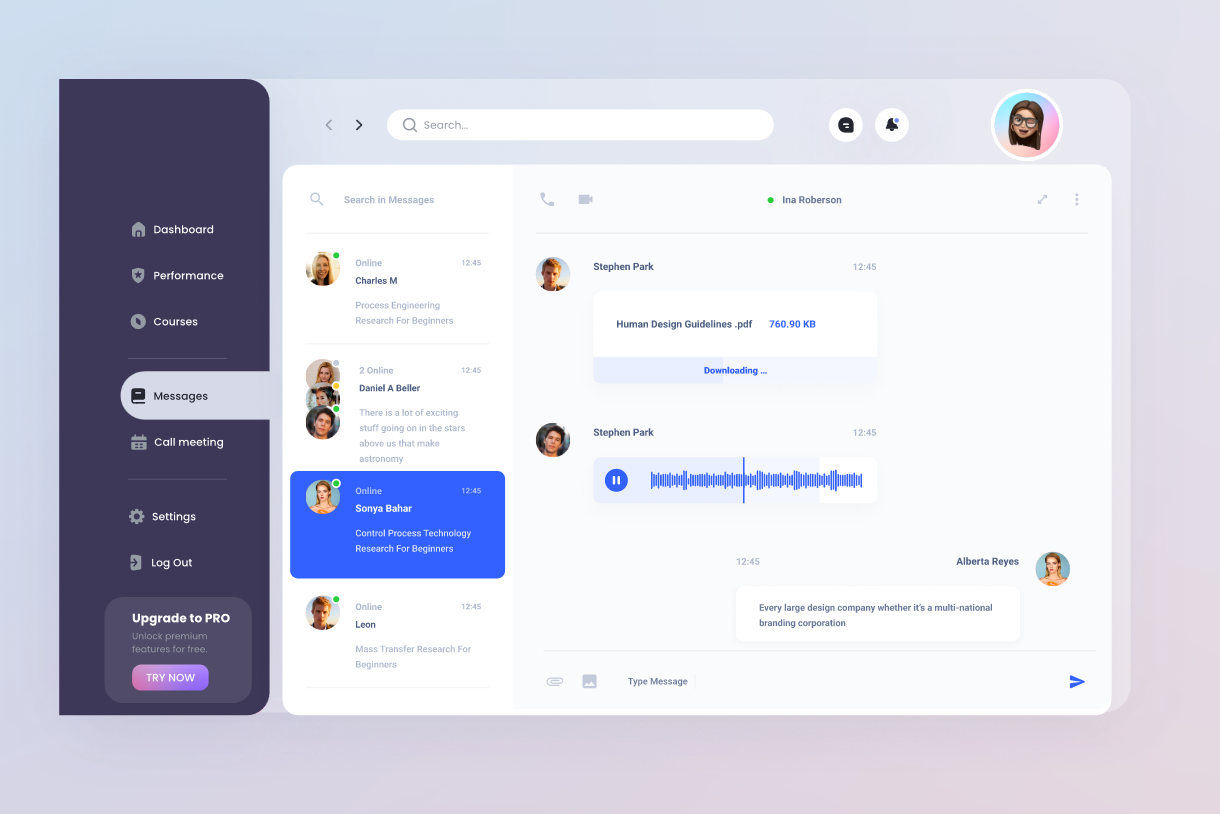 Search...
Dashboard
Performance
Courses
Messages
Call meeting
Settings
Log Out
Upgrade to PRO
Unlock premium
features for free.
TRY NOW
Search in Messages
Online 12:45
Charles M
Process Engineering
Research For Beginners
2 Online 12:45
Daniel A Beller
There is a lot of exciting
stuff going on in the stars
above us that make
astronomy
Online 12:45
Sonya Bahar
Control Process Technology
Research For Beginners
Online 12:45
Leon
Mass Transfer Research For
Beginners
Ina Roberson
Stephen Park 12:45
Human Design Guidelines .pdf 760.90 KB
Downloading ...
Stephen Park 12:45
12:45 Alberta Reyes
Every large design company whether it's a multi-national
branding corporation
Type Message